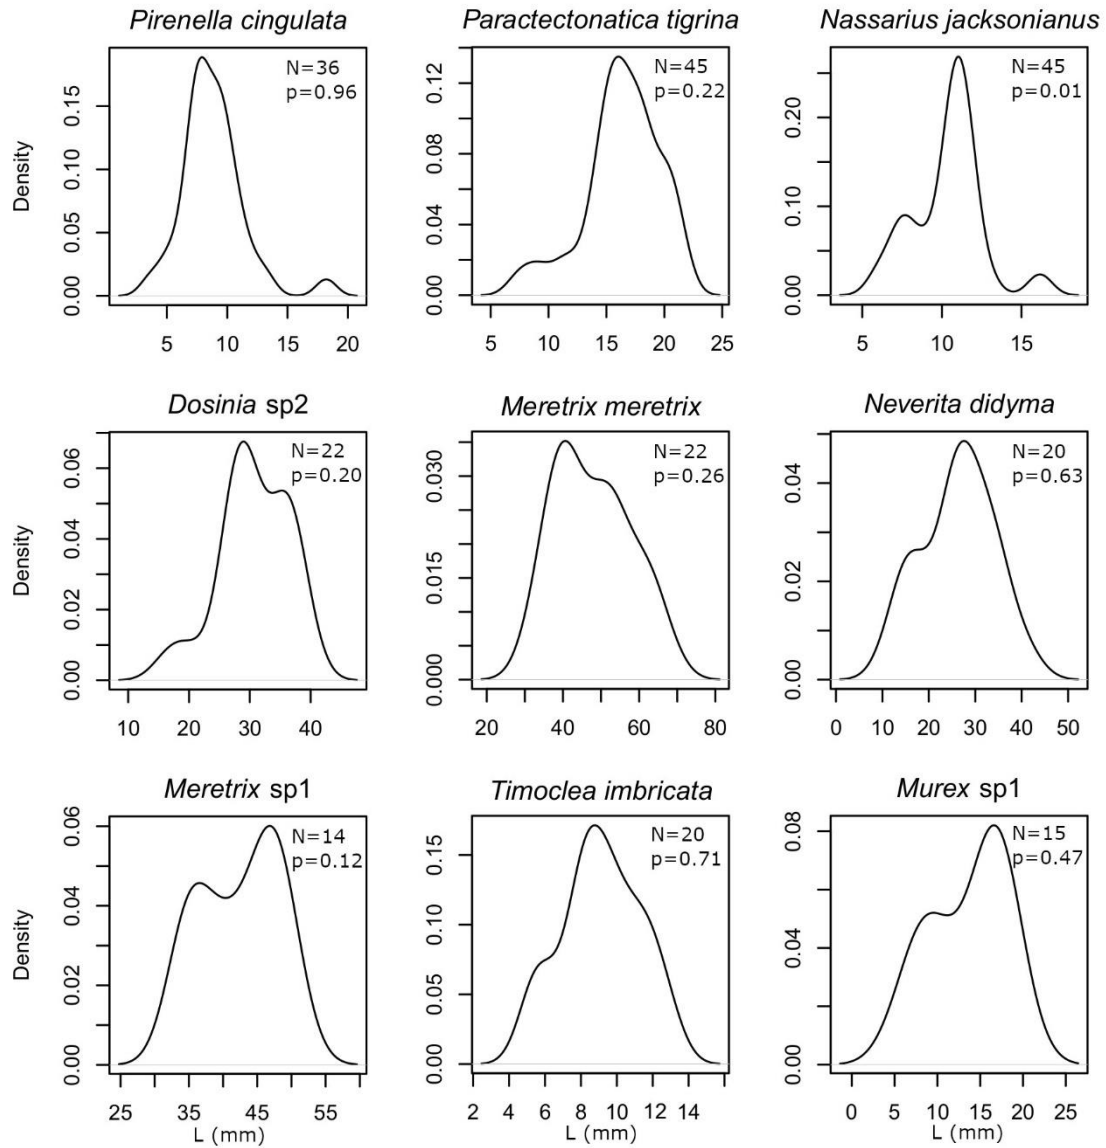 Pirenella cingulata
Paractectonatica tigrina
Nassarius jacksonianus
Density
0.00 0.05 0.10 0.15
N=36
p=0.96
5 10 15 20
0.00 0.04 0.08 0.12
N=45
p=0.22
5 10 15 20 25
0.00 0.10 0.20
N=45
p=0.01
5 10 15
Dosinia sp2
Meretrix meretrix
Neverita didyma
Density
0.00 0.02 0.04 0.06
N=22
p=0.20
10 20 30 40
0.000 0.015 0.030
N=22
p=0.26
20 40 60 80
0.00 0.02 0.04
N=20
p=0.63
0 10 20 30 40 50
Meretrix sp1
Timoclea imbricata
Murex sp1
Density
0.00 0.02 0.04 0.06
N=14
p=0.12
25 35 45 55
L (mm)
0.00 0.05 0.10 0.15
N=20
p=0.71
2 4 6 8 10 12 14
L (mm)
0.00 0.04 0.08
N=15
p=0.47
0 5 10 15 20 25
L (mm)